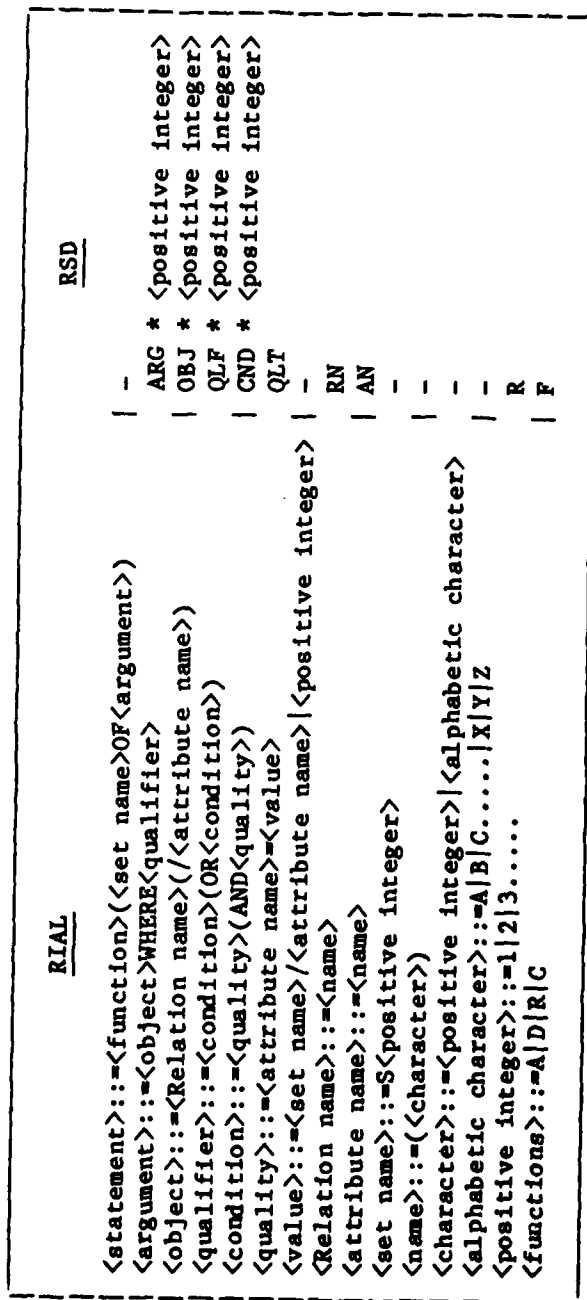 RIAL RSD
<statement>::=<function>(<set name>OF<argument>) -
<argument>::=<object>WHERE<qualifier> ARG * <positive integer>
<object>::=<Relation name>(/<attribute name>) OBJ * <positive integer>
<qualifier>::=<condition>(OR<condition>) QLF * <positive integer>
<condition>::=<quality>(AND<quality>) CND * <positive integer>
<quality>::=<attribute name>=<value> QLT
<value>::=<set name>/<attribute name>|<positive integer> -
<Relation name>::=<name> RN
<attribute name>::=<name> AN
<set name>::=S<positive integer> -
<name>::=(<character>) -
<character>::=<positive integer>|<alphabetic character> -
<alphabetic character>::=A|B|C.....|X|Y|Z -
<positive integer>::=1|2|3..... R
<functions>::=A|D|R|C F